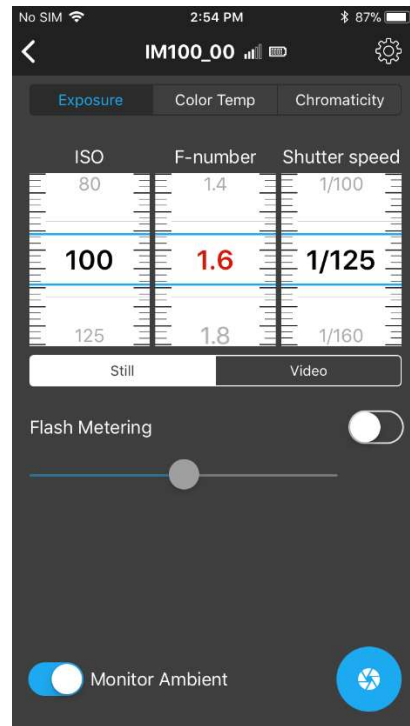 No SIM 2:54 PM 87%
IM100_00
Exposure Color Temp Chromaticity
ISO F-number Shutter speed
80 1.4 1/100
100 1.6 1/125
125 1.8 1/160
Still Video
Flash Metering
Monitor Ambient